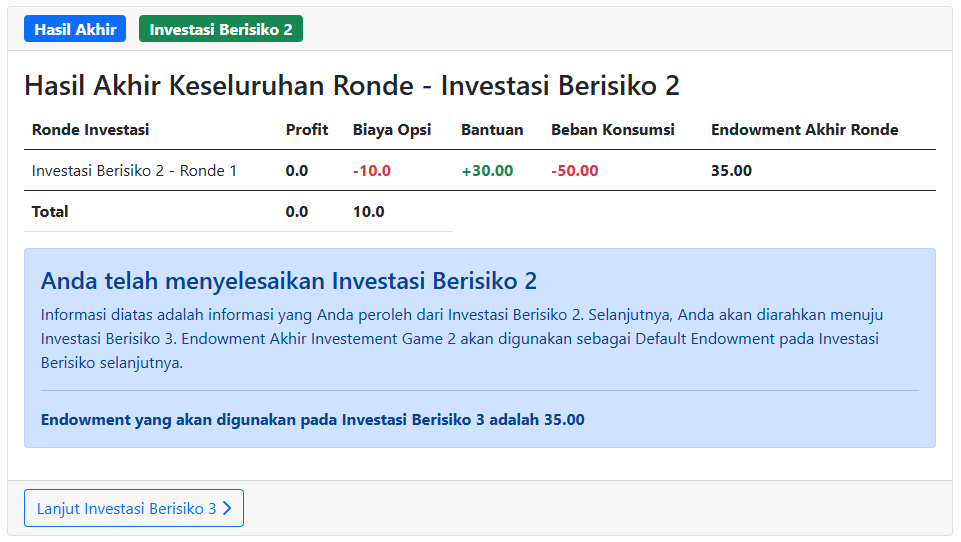 Hasil Akhir Investasi Berisiko 2
Hasil Akhir Keseluruhan Ronde - Investasi Berisiko 2
Ronde Investasi Profit Biaya Opsi Bantuan Beban Konsumsi Endowment Akhir Ronde
Investasi Berisiko 2 - Ronde 1 0.0 -10.0 +30.00 -50.00 35.00
Total 0.0 10.0
Anda telah menyelesaikan Investasi Berisiko 2
Informasi diatas adalah informasi yang Anda peroleh dari Investasi Berisiko 2. Selanjutnya, Anda akan diarahkan menuju
Investasi Berisiko 3. Endowment Akhir Investement Game 2 akan digunakan sebagai Default Endowment pada Investasi
Berisiko selanjutnya.
Endowment yang akan digunakan pada Investasi Berisiko 3 adalah 35.00
Lanjut Investasi Berisiko 3